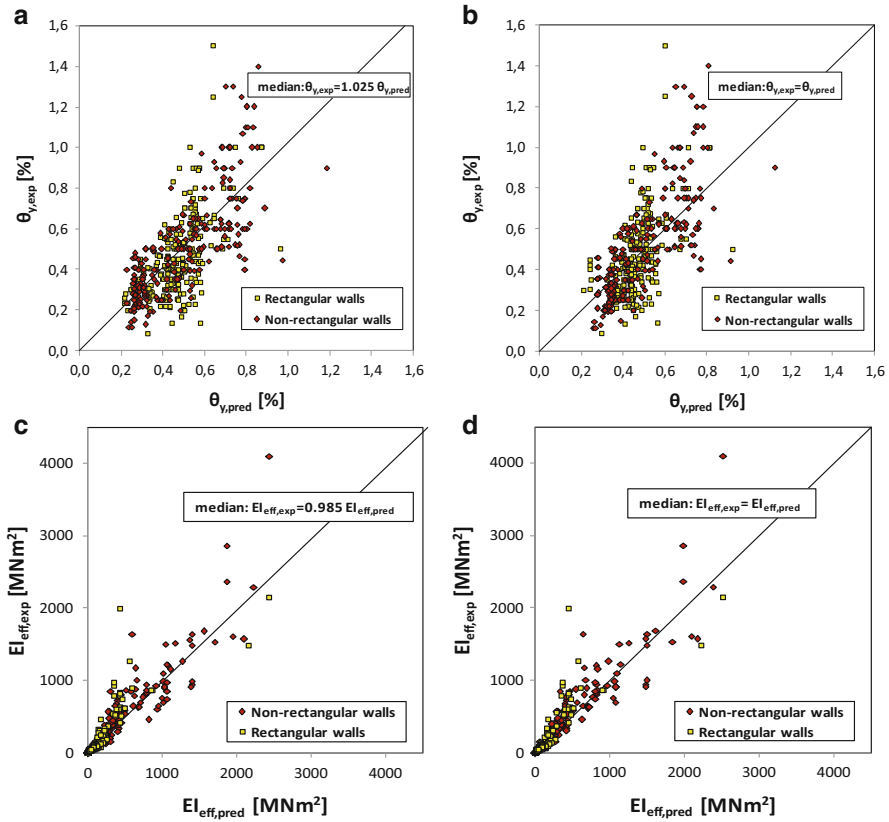 a
1,6
1,4
1,2
1,0
0,8
0,6
0,4
0,2
0,0
θy,exp [%]
median:θy,exp=1.025 θy,pred
Rectangular walls
Non-rectangular walls
0,0 0,2 0,4 0,6 0,8 1,0 1,2 1,4 1,6
θy,pred [%]
b
1,6
1,4
1,2
1,0
0,8
0,6
0,4
0,2
0,0
θy,exp [%]
median:θy,exp=θy,pred
Rectangular walls
Non-rectangular walls
0,0 0,2 0,4 0,6 0,8 1,0 1,2 1,4 1,6
θy,pred [%]
c
4000
3000
2000
1000
0
EIeff,exp [MNm²]
median: EIeff,exp=0.985 EIeff,pred
Non-rectangular walls
Rectangular walls
0 1000 2000 3000 4000
EIeff,pred [MNm²]
d
4000
3000
2000
1000
0
EIeff,exp [MNm²]
median: EIeff,exp= EIeff,pred
Non-rectangular walls
Rectangular walls
0 1000 2000 3000 4000
EIeff,pred [MNm²]